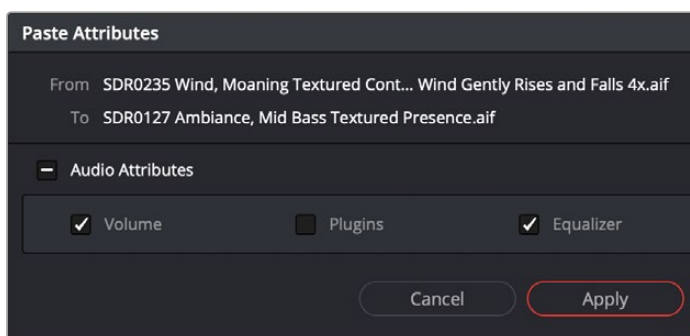 Paste Attributes
From SDR0235 Wind, Moaning Textured Cont... Wind Gently Rises and Falls 4x.aif
To SDR0127 Ambiance, Mid Bass Textured Presence.aif
Audio Attributes
Volume Plugins Equalizer
Cancel Apply